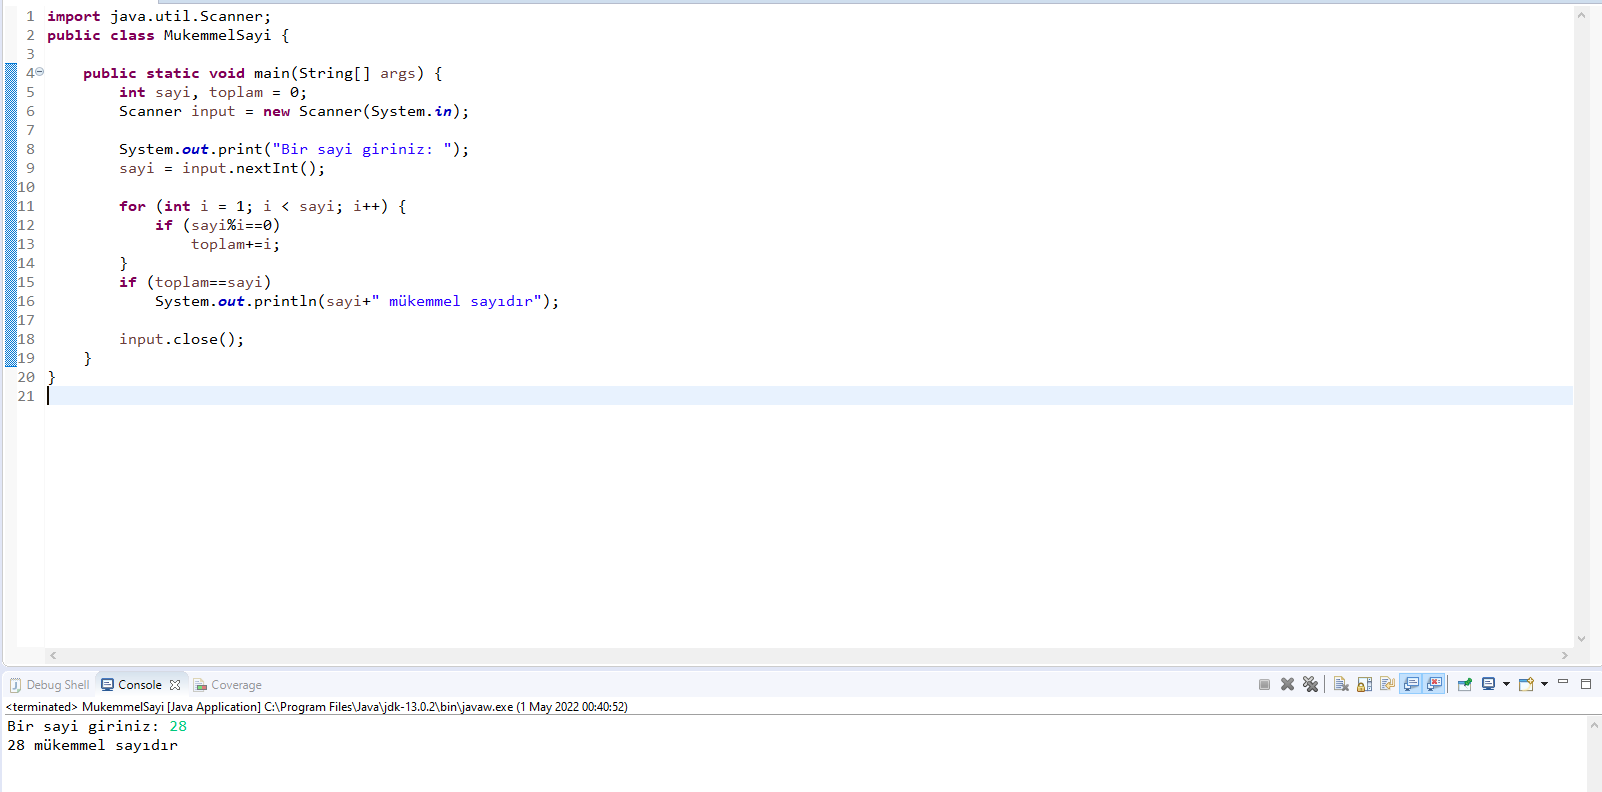 1 import java.util.Scanner;
2 public class MukemmelSayi {
3
4 public static void main(String[] args) {
5 int sayi, toplam = 0;
6 Scanner input = new Scanner(System.in);
7
8 System.out.print("Bir sayi giriniz: ");
9 sayi = input.nextInt();
10
11 for (int i = 1; i < sayi; i++) {
12 if (sayi%i==0)
13 toplam+=i;
14 }
15 if (toplam==sayi)
16 System.out.println(sayi+" mükemmel sayıdır");
17
18 input.close();
19 }
20 }
21
Debug Shell Console Coverage
<terminated> MukemmelSayi [Java Application] C:\Program Files\Java\jdk-13.0.2\bin\javaw.exe (1 May 2022 00:40:52)
Bir sayi giriniz: 28
28 mükemmel sayıdır